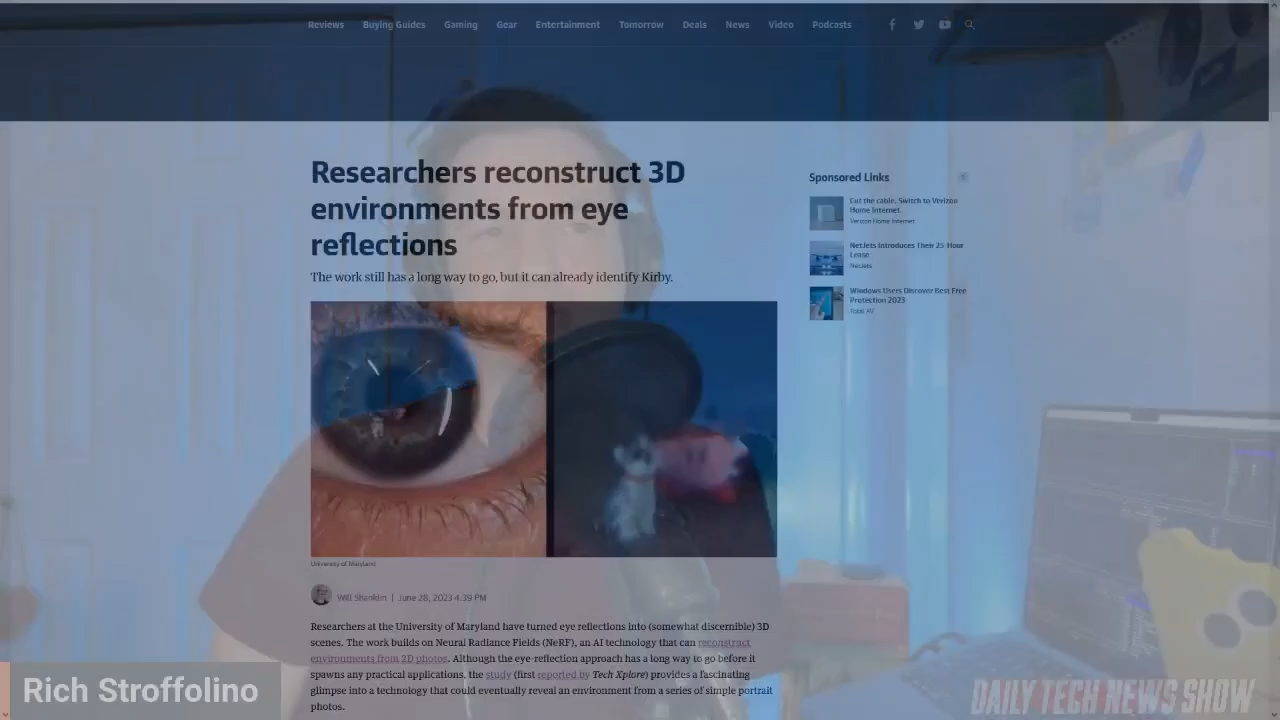 Reviews Buying Guides Gaming Gear Entertainment Tomorrow Deals News Video Podcasts
Researchers reconstruct 3D
environments from eye
reflections
The work still has a long way to go, but it can already identify Kirby.
University of Maryland
Will Shanklin | June 28, 2023 4:39 PM
Researchers at the University of Maryland have turned eye reflections into (somewhat discernible) 3D
scenes. The work builds on Neural Radiance Fields (NeRF), an AI technology that can reconstruct
environments from 2D photos. Although the eye-reflection approach has a long way to go before it
spawns any practical applications, the study (first reported by Tech Xplore) provides a fascinating
glimpse into a technology that could eventually reveal an environment from a series of simple portrait
photos.
Sponsored Links
Cut the cable. Switch to Verizon
Home Internet.
Verizon Home Internet
NetJets Introduces Their 25-Hour
Lease
NetJets
Windows Users Discover Best Free
Protection 2023
Total AV
Rich Stroffolino
DAILY TECH NEWS SHOW